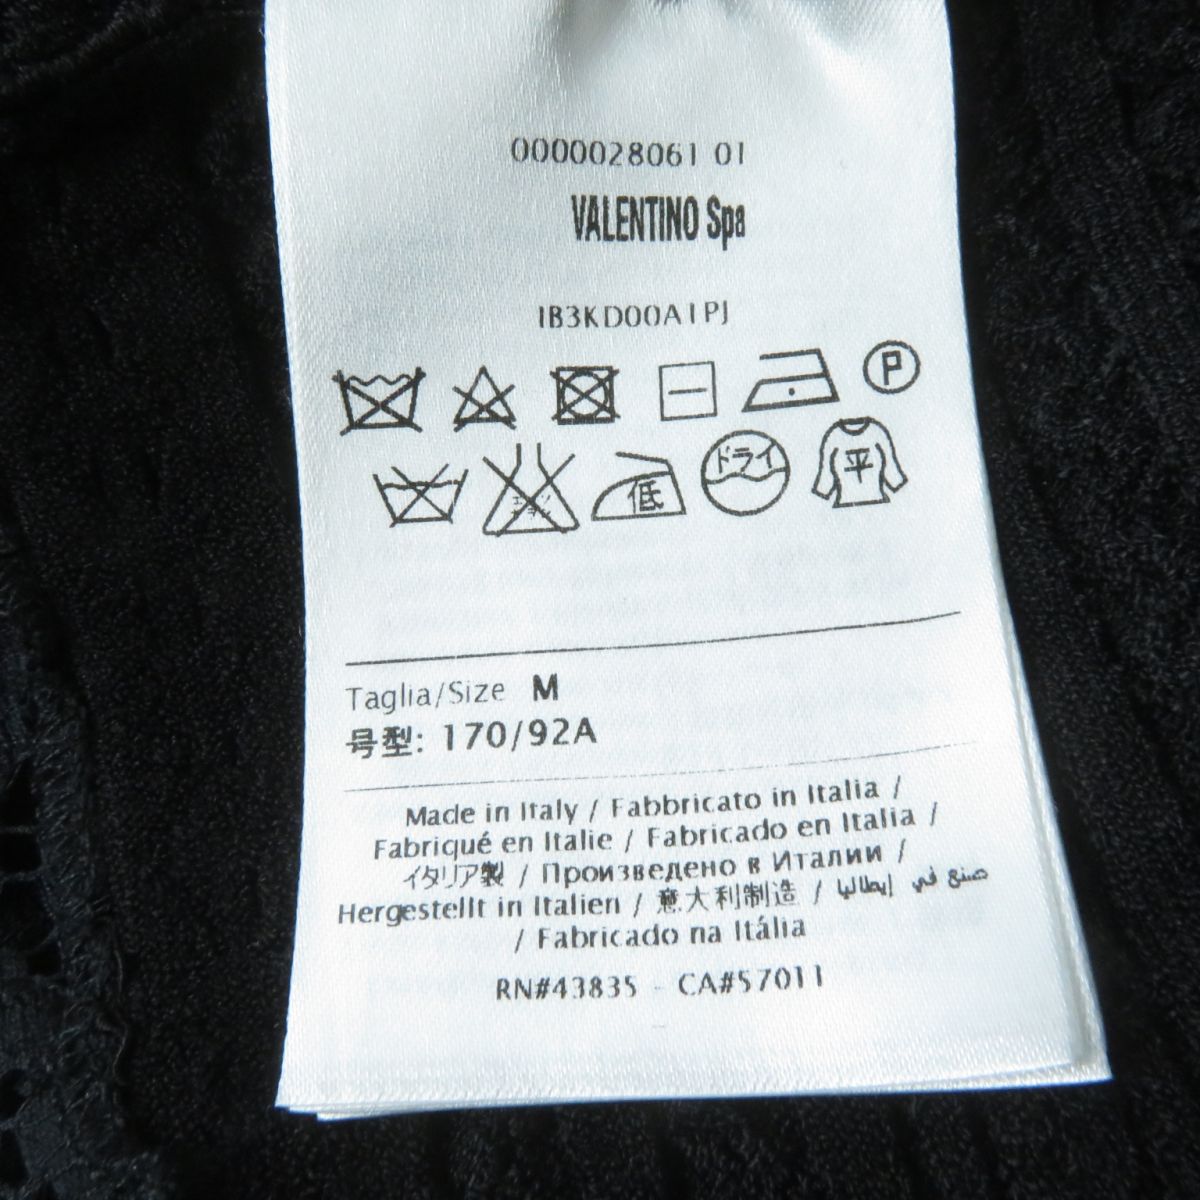 0000028061 01
VALENTINO Spa
IB3KD00A1PJ
P
低 ドライ 平
Taglia/Size M
号型: 170/92A
Made in Italy / Fabbricato in Italia /
Fabriqué en Italie / Fabricado en Italia /
イタリア製 / Произведено в Италии /
Hergestellt in Italien / 意大利制造 / صنع في إيطاليا
/ Fabricado na Itália
RN#43835 - CA#57011